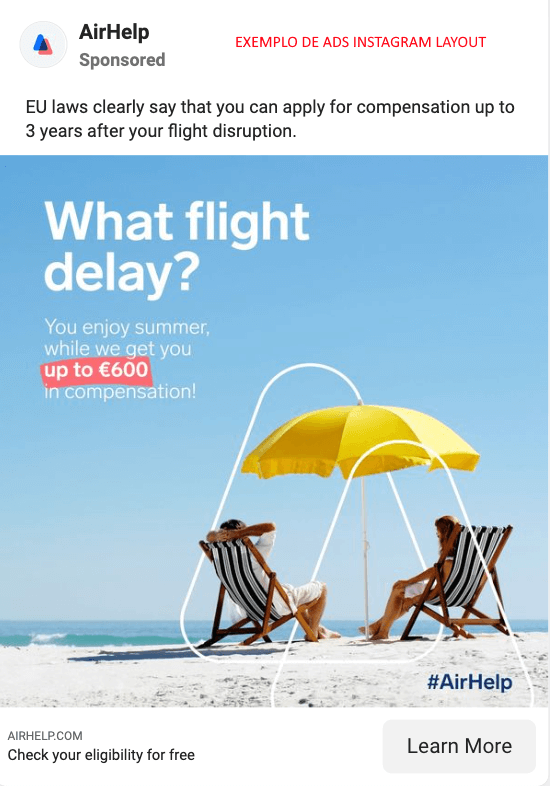 AirHelp
Sponsored
EXEMPLO DE ADS INSTAGRAM LAYOUT
EU laws clearly say that you can apply for compensation up to
3 years after your flight disruption.
What flight
delay?
You enjoy summer,
while we get you
up to €600
in compensation!
#AirHelp
AIRHELP.COM
Check your eligibility for free
Learn More